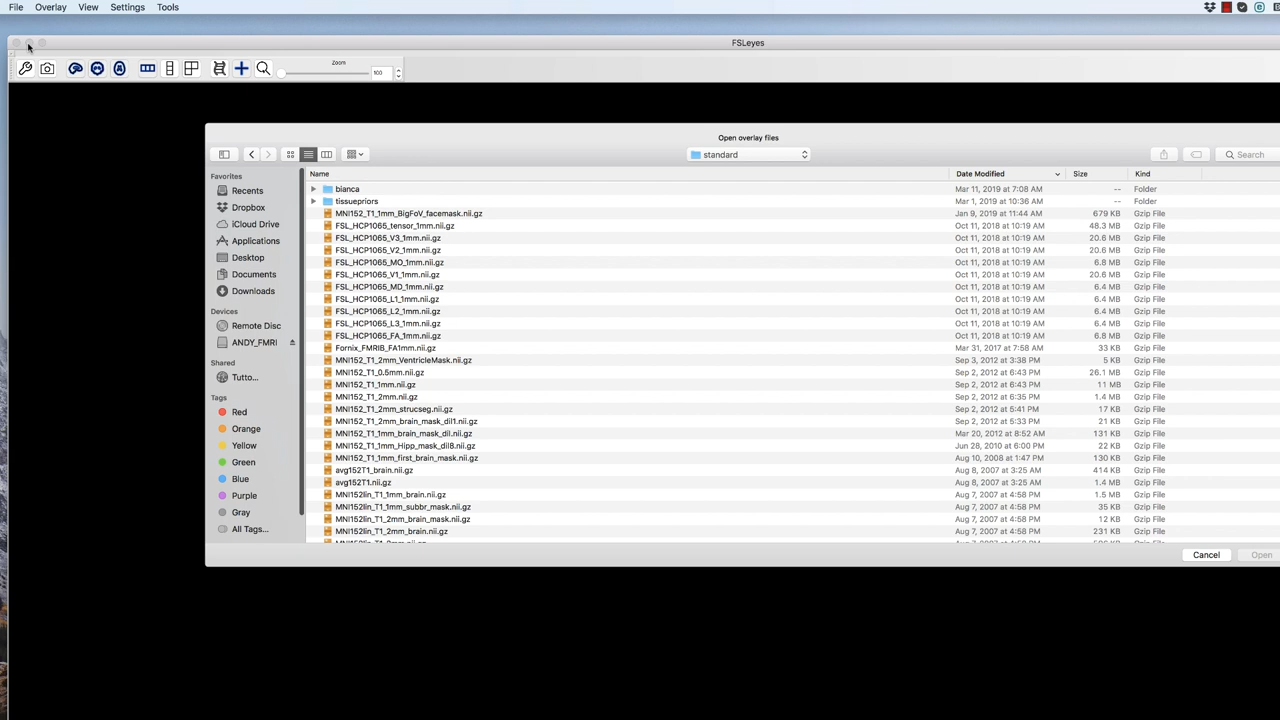 File Overlay View Settings Tools
FSLeyes
Zoom
100
Open overlay files
standard
Search
Favorites
Recents
Dropbox
iCloud Drive
Applications
Desktop
Documents
Downloads
Devices
Remote Disc
ANDY_FMRI
Shared
Tutto...
Tags
Red
Orange
Yellow
Green
Blue
Purple
Gray
All Tags...
Name Date Modified Size Kind
bianca Mar 11, 2019 at 7:08 AM -- Folder
tissuepriors Mar 1, 2019 at 10:36 AM -- Folder
MNI152_T1_1mm_BigFoV_facemask.nii.gz Jan 9, 2019 at 11:44 AM 679 KB Gzip File
FSL_HCP1065_tensor_1mm.nii.gz Oct 11, 2018 at 10:19 AM 48.3 MB Gzip File
FSL_HCP1065_V3_1mm.nii.gz Oct 11, 2018 at 10:19 AM 20.6 MB Gzip File
FSL_HCP1065_V2_1mm.nii.gz Oct 11, 2018 at 10:19 AM 20.6 MB Gzip File
FSL_HCP1065_MO_1mm.nii.gz Oct 11, 2018 at 10:19 AM 6.8 MB Gzip File
FSL_HCP1065_V1_1mm.nii.gz Oct 11, 2018 at 10:19 AM 20.6 MB Gzip File
FSL_HCP1065_MD_1mm.nii.gz Oct 11, 2018 at 10:19 AM 6.4 MB Gzip File
FSL_HCP1065_L1_1mm.nii.gz Oct 11, 2018 at 10:19 AM 6.4 MB Gzip File
FSL_HCP1065_L2_1mm.nii.gz Oct 11, 2018 at 10:19 AM 6.4 MB Gzip File
FSL_HCP1065_L3_1mm.nii.gz Oct 11, 2018 at 10:19 AM 6.4 MB Gzip File
FSL_HCP1065_FA_1mm.nii.gz Oct 11, 2018 at 10:19 AM 6.8 MB Gzip File
Fornix_FMRIB_FA1mm.nii.gz Mar 31, 2017 at 7:58 AM 33 KB Gzip File
MNI152_T1_2mm_VentricleMask.nii.gz Sep 3, 2012 at 3:38 PM 5 KB Gzip File
MNI152_T1_0.5mm.nii.gz Sep 2, 2012 at 6:43 PM 26.1 MB Gzip File
MNI152_T1_1mm.nii.gz Sep 2, 2012 at 6:43 PM 11 MB Gzip File
MNI152_T1_2mm.nii.gz Sep 2, 2012 at 6:35 PM 1.4 MB Gzip File
MNI152_T1_2mm_strucseg.nii.gz Sep 2, 2012 at 5:41 PM 17 KB Gzip File
MNI152_T1_2mm_brain_mask_dil1.nii.gz Sep 2, 2012 at 5:33 PM 21 KB Gzip File
MNI152_T1_1mm_brain_mask_dil.nii.gz Mar 20, 2012 at 8:52 AM 131 KB Gzip File
MNI152_T1_1mm_Hipp_mask_dil8.nii.gz Jun 28, 2010 at 6:00 PM 22 KB Gzip File
MNI152_T1_1mm_first_brain_mask.nii.gz Aug 10, 2008 at 1:47 PM 130 KB Gzip File
avg152T1_brain.nii.gz Aug 8, 2007 at 3:25 AM 414 KB Gzip File
avg152T1.nii.gz Aug 8, 2007 at 3:25 AM 1.4 MB Gzip File
MNI152lin_T1_1mm_brain.nii.gz Aug 7, 2007 at 4:58 PM 1.5 MB Gzip File
MNI152lin_T1_1mm_subbr_mask.nii.gz Aug 7, 2007 at 4:58 PM 35 KB Gzip File
MNI152lin_T1_2mm_brain_mask.nii.gz Aug 7, 2007 at 4:58 PM 12 KB Gzip File
MNI152lin_T1_2mm_brain.nii.gz Aug 7, 2007 at 4:58 PM 231 KB Gzip File
Cancel Open